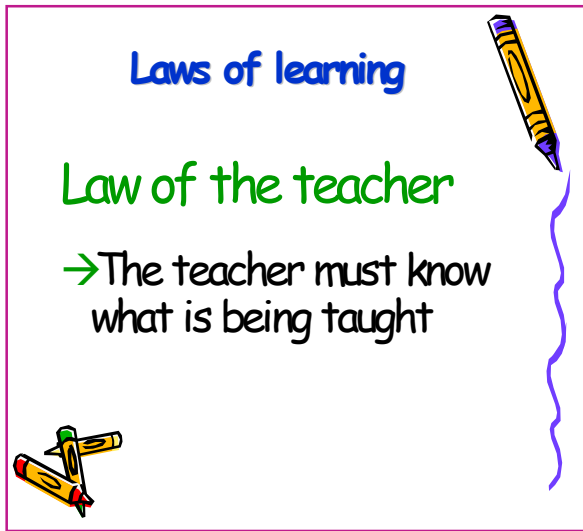 Laws of learning
Law of the teacher
→The teacher must know
what is being taught